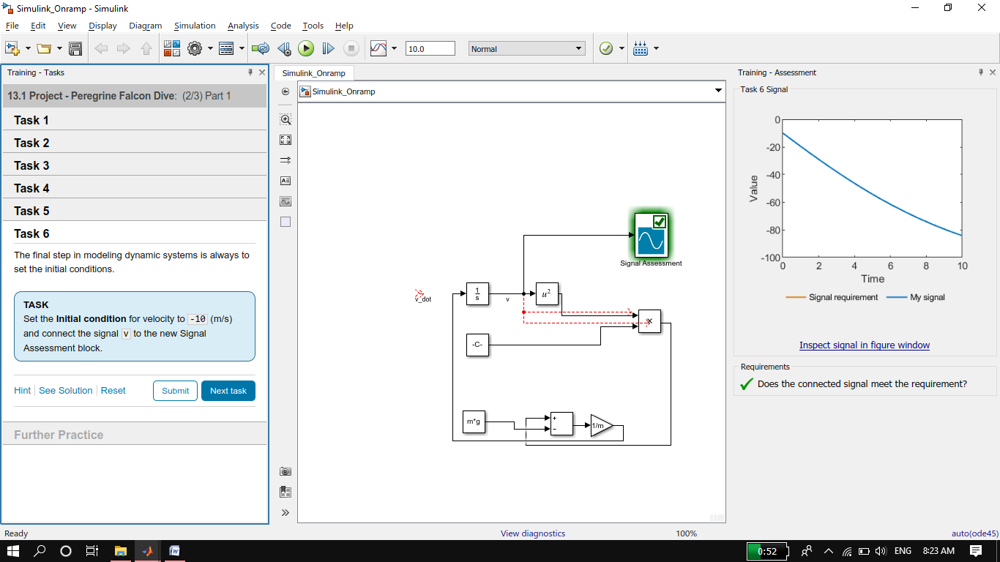 Simulink_Onramp - Simulink
File Edit View Display Diagram Simulation Analysis Code Tools Help
10.0 Normal
Training - Tasks
13.1 Project - Peregrine Falcon Dive: (2/3) Part 1
Task 1
Task 2
Task 3
Task 4
Task 5
Task 6
The final step in modeling dynamic systems is always to
set the initial conditions.
TASK
Set the Initial condition for velocity to -10 (m/s)
and connect the signal v to the new Signal
Assessment block.
Hint See Solution Reset Submit Next task
Further Practice
Simulink_Onramp
Simulink_Onramp
Signal Assessment
v_dot
1
s
v
u²
×
-C-
m*g
+
−
1/m
Training - Assessment
Task 6 Signal
0
-20
-40
-60
-80
-100
Value
0 2 4 6 8 10
Time
Signal requirement My signal
Inspect signal in figure window
Requirements
Does the connected signal meet the requirement?
Ready View diagnostics 100% auto(ode45)
0:52 ENG 8:23 AM